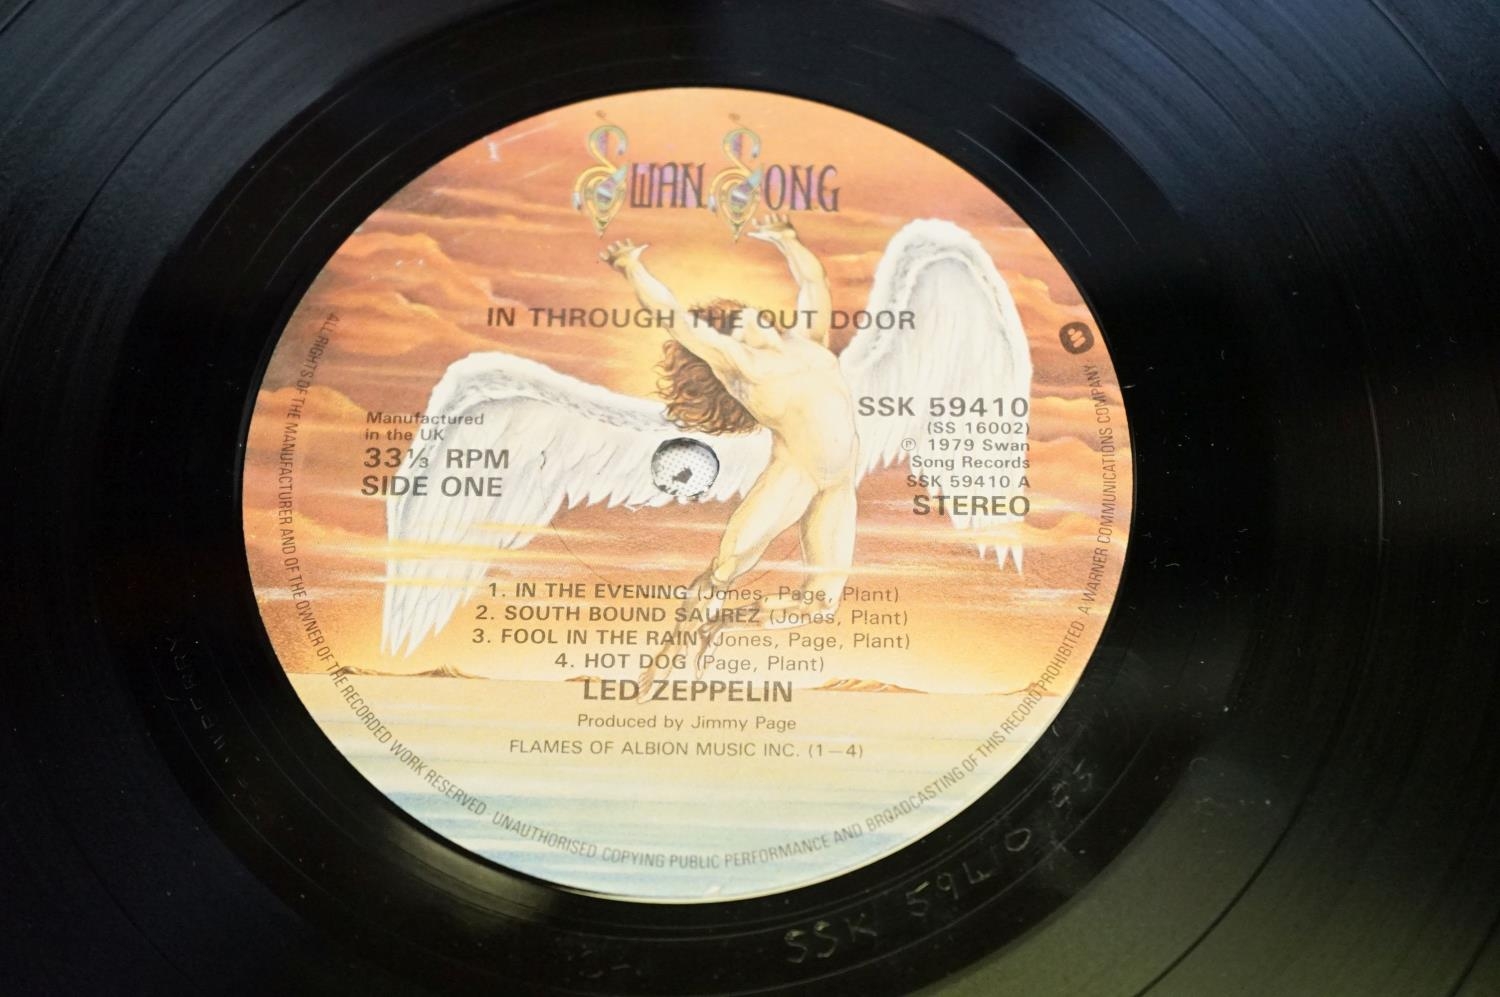 SWAN SONG
IN THROUGH THE OUT DOOR
Manufactured
in the UK
33⅓ RPM
SIDE ONE
SSK 59410
(SS 16002)
℗ 1979 Swan
Song Records
SSK 59410 A
STEREO
1. IN THE EVENING (Jones, Page, Plant)
2. SOUTH BOUND SAUREZ (Jones, Plant)
3. FOOL IN THE RAIN (Jones, Page, Plant)
4. HOT DOG (Page, Plant)
LED ZEPPELIN
Produced by Jimmy Page
FLAMES OF ALBION MUSIC INC. (1—4)
ALL RIGHTS OF THE MANUFACTURER AND OF THE OWNER OF THE RECORDED WORK RESERVED · UNAUTHORISED COPYING PUBLIC PERFORMANCE AND BROADCASTING OF THIS RECORD PROHIBITED · A WARNER COMMUNICATIONS COMPANY
SSK 594